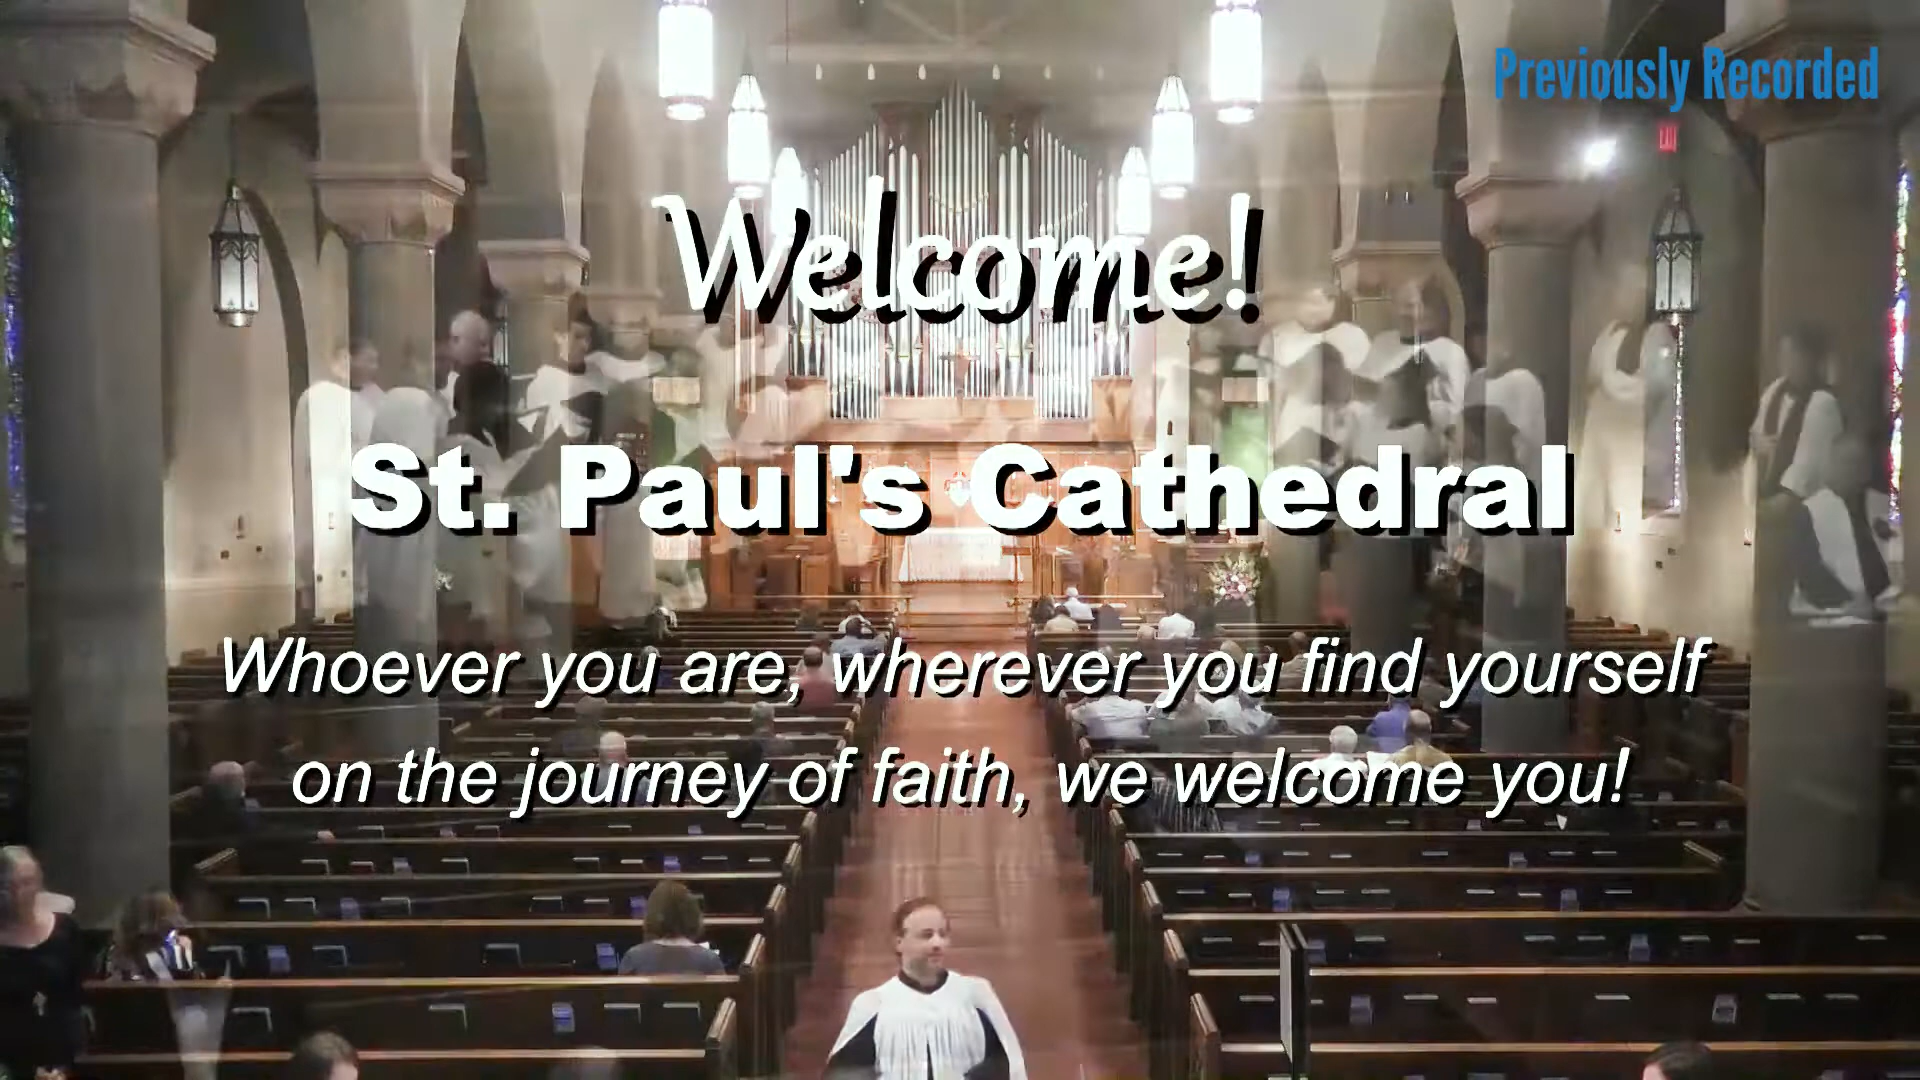 Previously Recorded
EXIT
Welcome!
St. Paul's Cathedral
Whoever you are, wherever you find yourself
on the journey of faith, we welcome you!